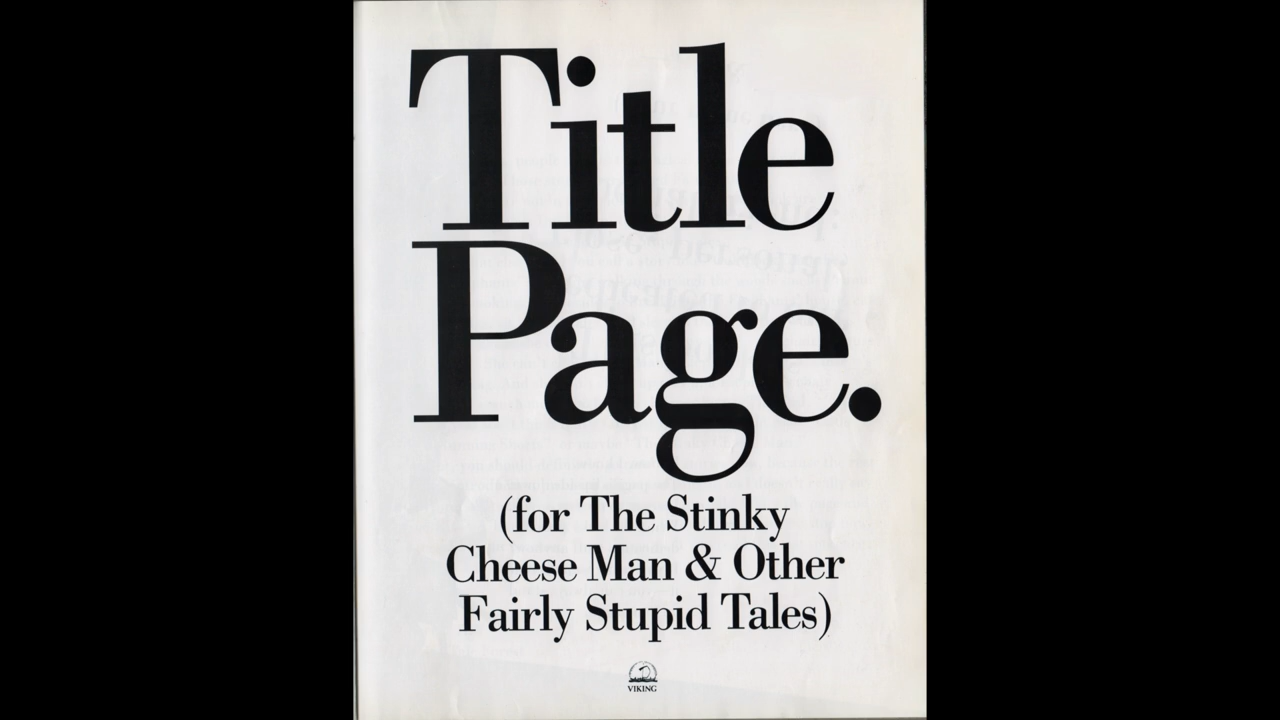 Title
Page.
(for The Stinky
Cheese Man & Other
Fairly Stupid Tales)
VIKING